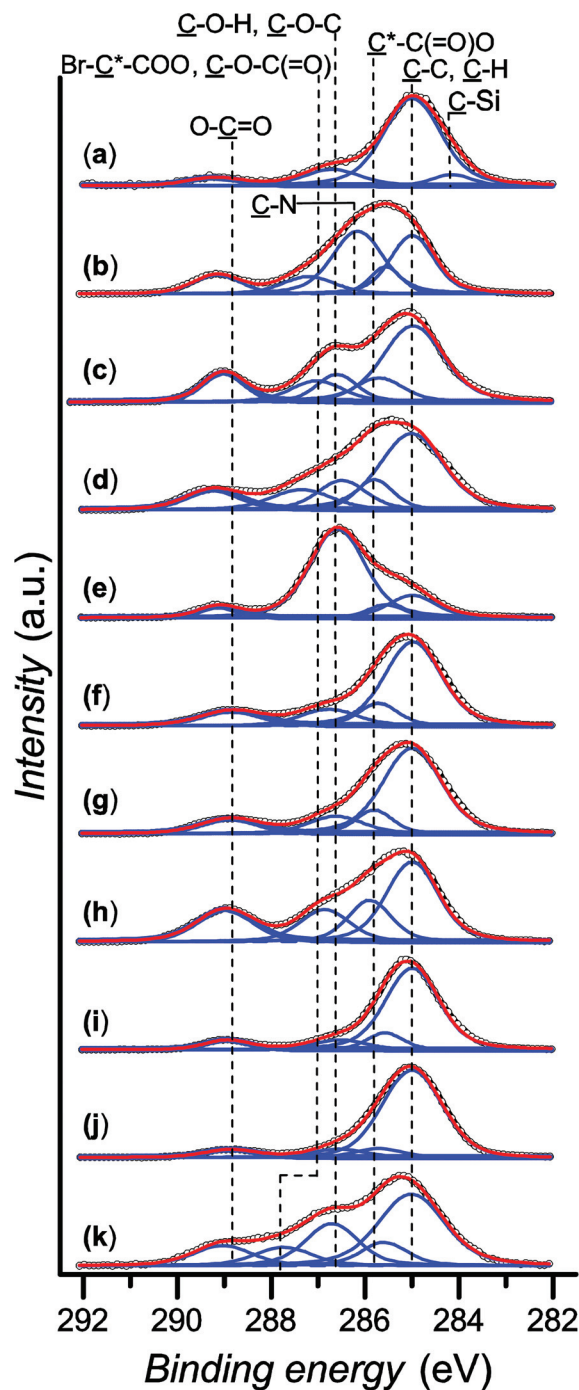 C-O-H, C-O-C
C*-C(=O)O
Br-C*-COO, C-O-C(=O)
C-C, C-H
C-Si
O-C=O
(a)
C-N
(b)
(c)
(d)
(e)
(f)
(g)
(h)
(i)
(j)
(k)
Intensity (a.u.)
292 290 288 286 284 282
Binding energy (eV)